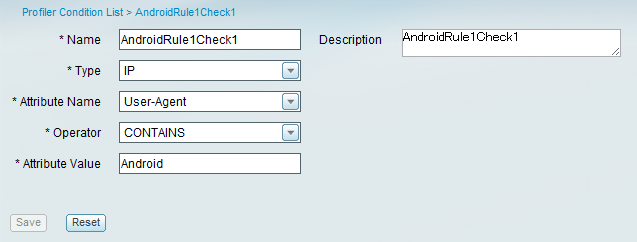 Profiler Condition List > AndroidRule1Check1
* Name AndroidRule1Check1 Description AndroidRule1Check1
* Type IP
* Attribute Name User-Agent
* Operator CONTAINS
* Attribute Value Android
Save Reset